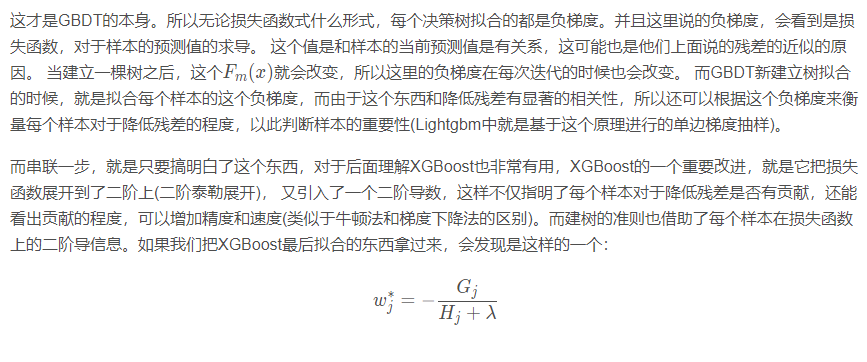 这才是GBDT的本身。所以无论损失函数式什么形式，每个决策树拟合的都是负梯度。并且这里说的负梯度，会看到是损
失函数，对于样本的预测值的求导。 这个值是和样本的当前预测值是有关系，这可能也是他们上面说的残差的近似的原
因。 当建立一棵树之后，这个F_m(x)就会改变，所以这里的负梯度在每次迭代的时候也会改变。 而GBDT新建立树拟合
的时候，就是拟合每个样本的这个负梯度，而由于这个东西和降低残差有显著的相关性，所以还可以根据这个负梯度来衡
量每个样本对于降低残差的程度，以此判断样本的重要性(Lightgbm中就是基于这个原理进行的单边梯度抽样)。
而串联一步，就是只要搞明白了这个东西，对于后面理解XGBoost也非常有用，XGBoost的一个重要改进，就是它把损失
函数展开到了二阶上(二阶泰勒展开)， 又引入了一个二阶导数，这样不仅指明了每个样本对于降低残差是否有贡献，还能
看出贡献的程度，可以增加精度和速度(类似于牛顿法和梯度下降法的区别)。而建树的准则也借助了每个样本在损失函数
上的二阶导信息。如果我们把XGBoost最后拟合的东西拿过来，会发现是这样的一个：
w_j^* = -\frac{G_j}{H_j + λ}